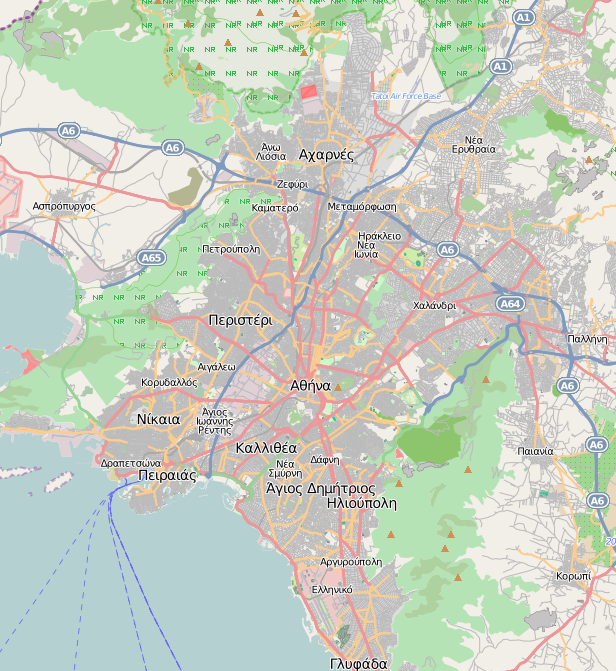 A1
A1
Tatoi Air Force Base
A6
A6
Νέα
Ερυθραία
Άνω
Λιόσια
Αχαρνές
Ζεφύρι
Ασπρόπυργος
Καματερό
Μεταμόρφωση
Ηράκλειο
Νέα
Ιωνία
Πετρούπολη
A6
A65
NR
A64
Χαλάνδρι
Περιστέρι
Παλλήνη
Αιγάλεω
Κορυδαλλός
Αθήνα
A6
Νίκαια
Άγιος
Ιωάννης
Ρέντης
Καλλιθέα
A6
Παιανία
Δραπετσώνα
Πειραιάς
Νέα
Σμύρνη
Δάφνη
Άγιος Δημήτριος
Ηλιούπολη
A6
Αργυρούπολη
Κορωπί
Ελληνικό
Γλυφάδα